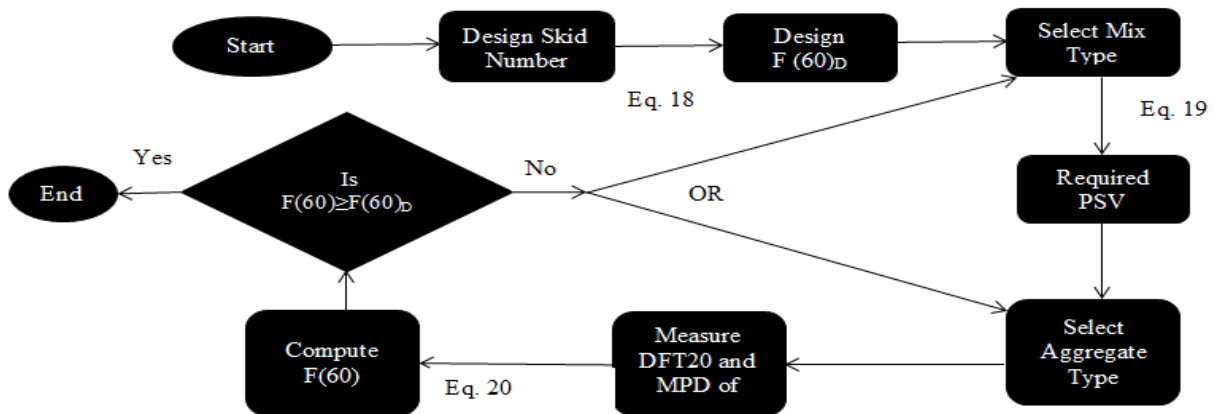 Start
Design Skid
Number
Design
F (60)D
Select Mix
Type
Eq. 18
Eq. 19
Yes
No
End
Is
F(60)≥F(60)D
OR
Required
PSV
Compute
F(60)
Eq. 20
Measure
DFT20 and
MPD of
Select
Aggregate
Type